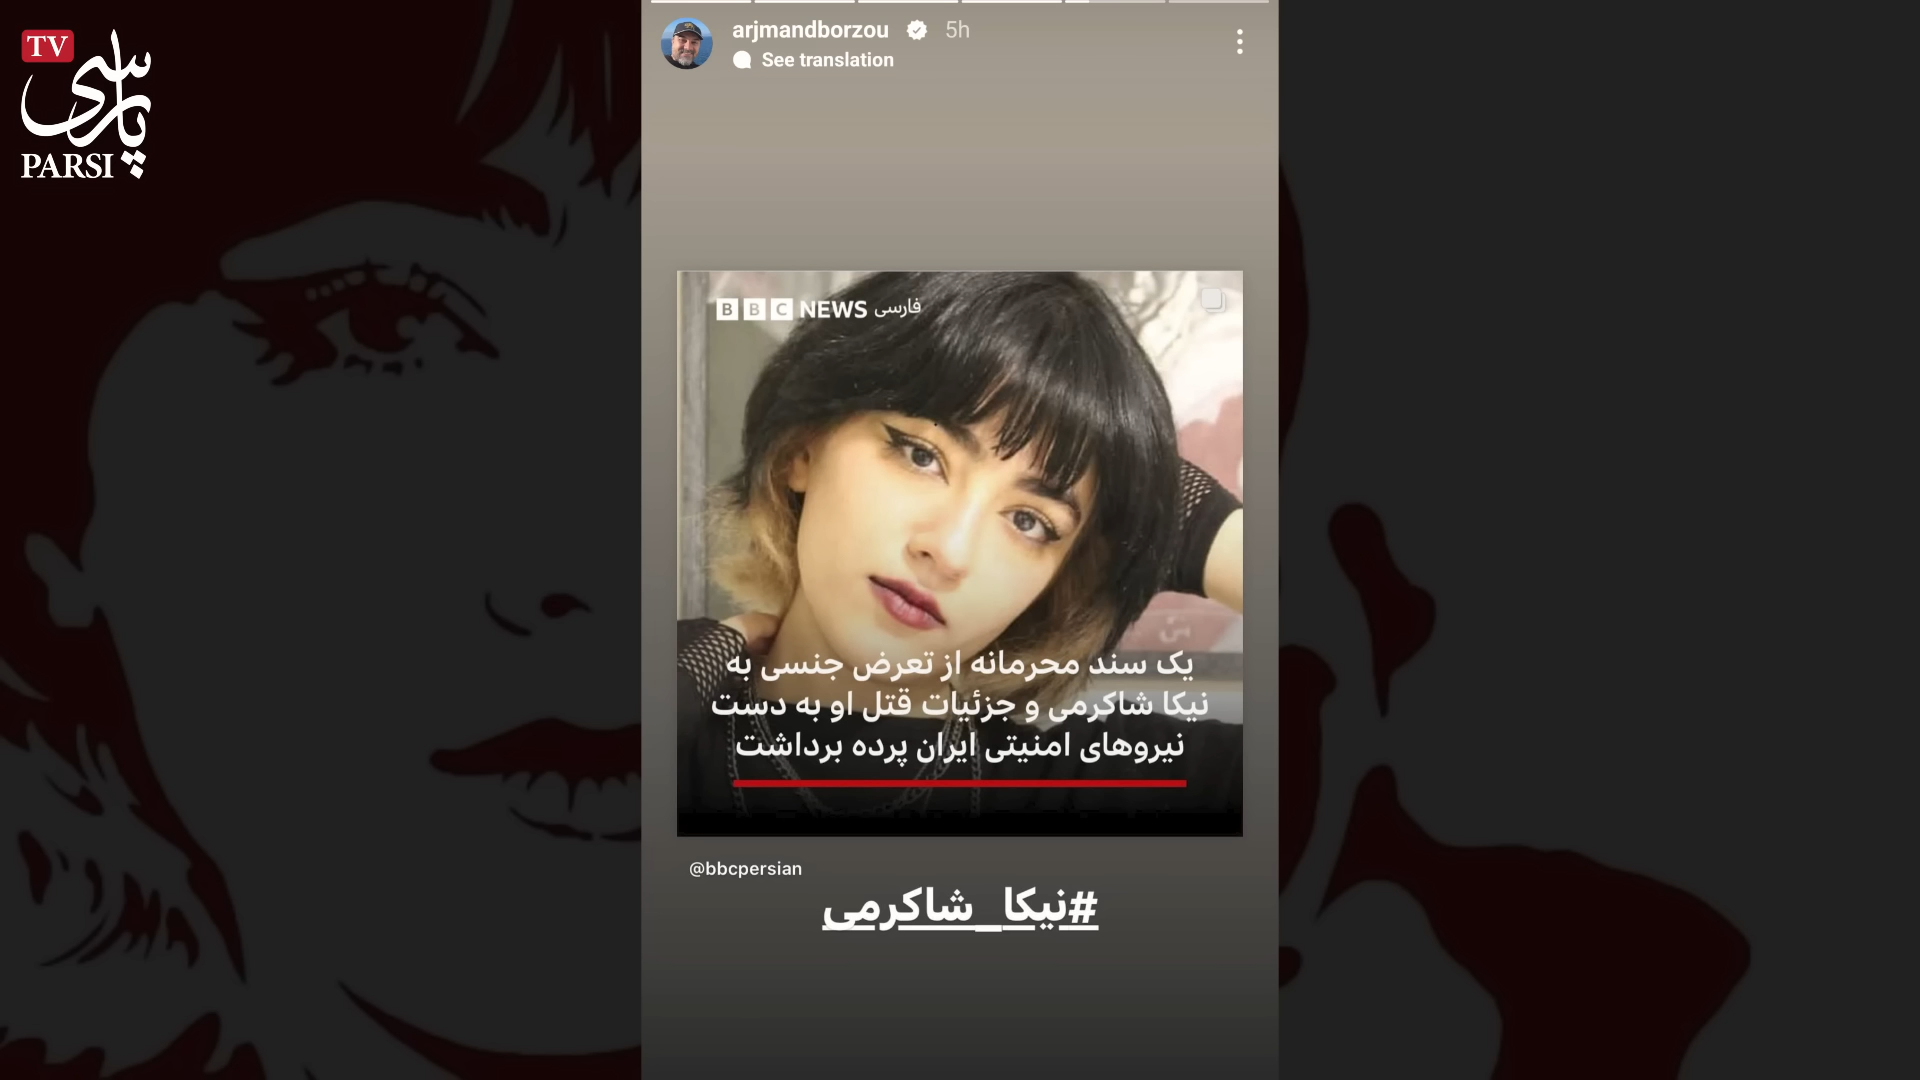 TV
پارسی
PARSI
arjmandborzou 5h
See translation
BBC NEWS فارسی
یک سند محرمانه از تعرض جنسی به
نیکا شاکرمی و جزئیات قتل او به دست
نیروهای امنیتی ایران پرده برداشت
@bbcpersian
#نیکا_شاکرمی